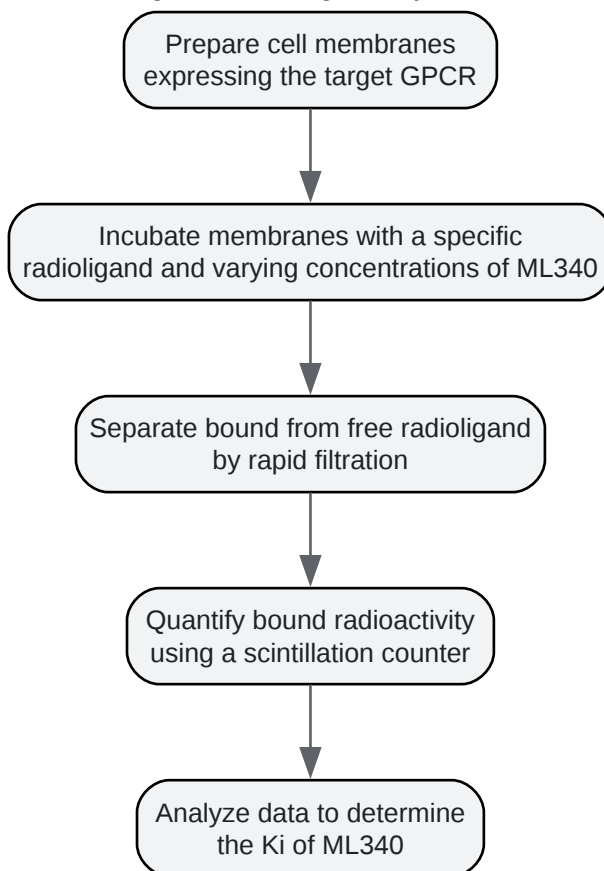 Prepare cell membranes
expressing the target GPCR
Incubate membranes with a specific
radioligand and varying concentrations of ML340
Separate bound from free radioligand
by rapid filtration
Quantify bound radioactivity
using a scintillation counter
Analyze data to determine
the Ki of ML340